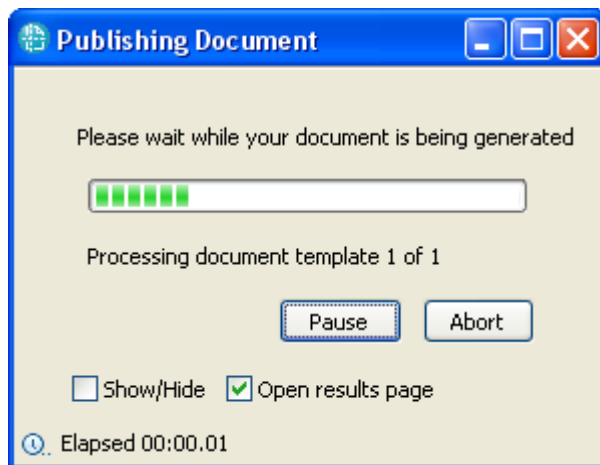 Publishing Document
Please wait while your document is being generated
Processing document template 1 of 1
Pause Abort
Show/Hide Open results page
Elapsed 00:00.01